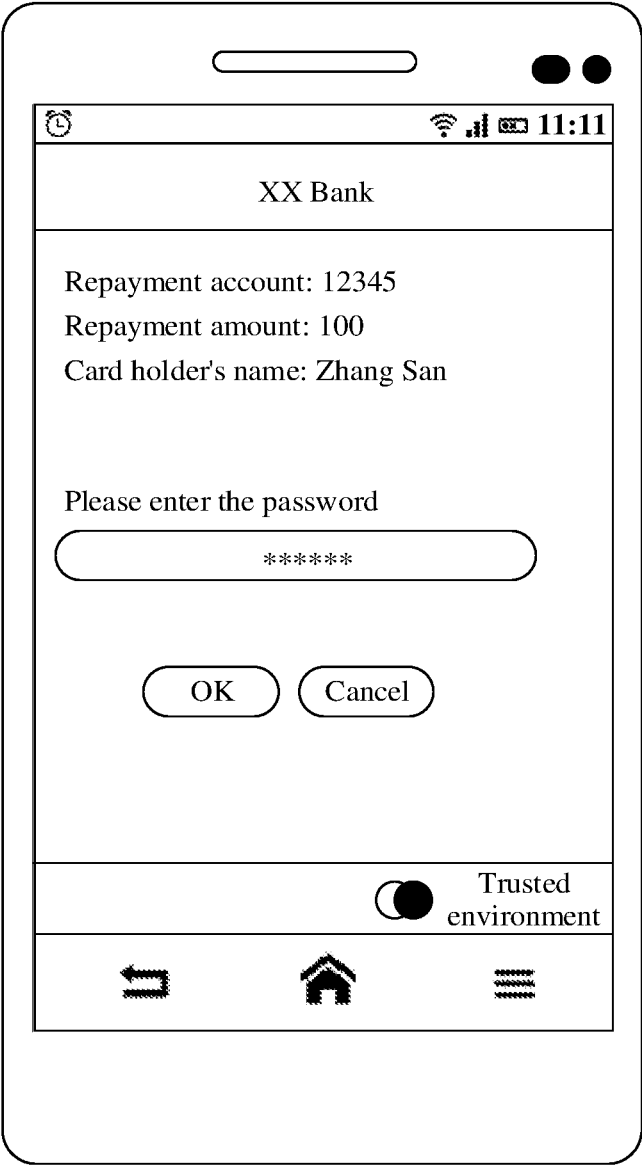 11:11
XX Bank
Repayment account: 12345
Repayment amount: 100
Card holder's name: Zhang San
Please enter the password
******
OK
Cancel
Trusted
environment